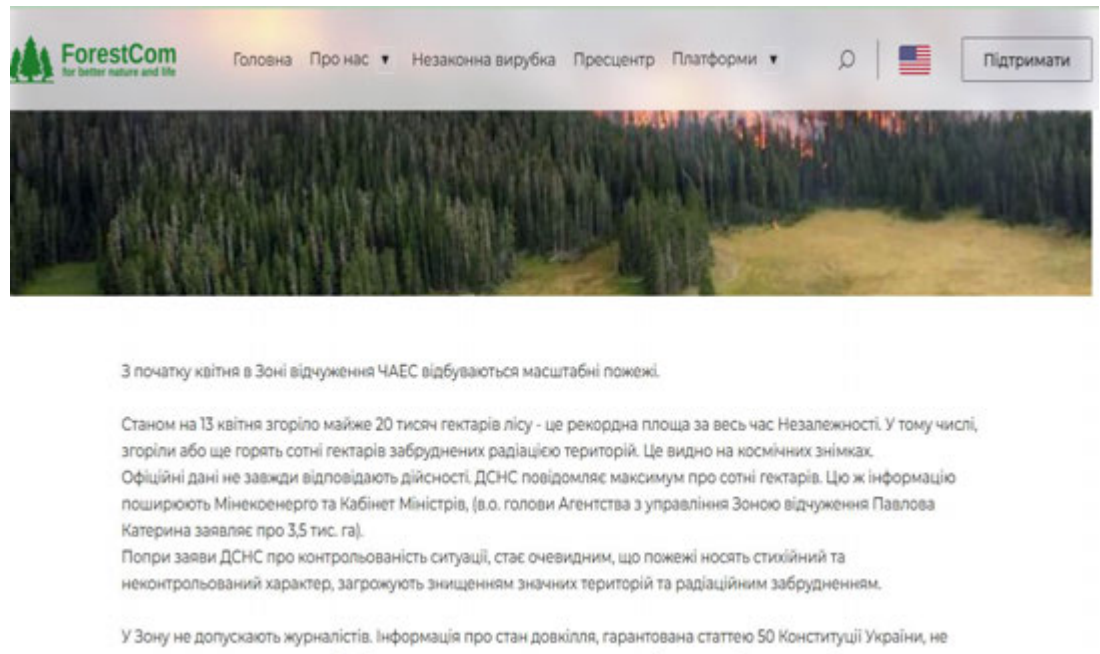 ForestCom
for better nature and life
Головна Про нас ▼ Незаконна вирубка Пресцентр Платформи ▼ Підтримати
З початку квітня в Зоні відчуження ЧАЕС відбуваються масштабні пожежі.
Станом на 13 квітня згоріло майже 20 тисяч гектарів лісу - це рекордна площа за весь час Незалежності. У тому числі,
згоріли або ще горять сотні гектарів забруднених радіацією територій. Це видно на космічних знімках.
Офіційні дані не завжди відповідають дійсності. ДСНС повідомляє максимум про сотні гектарів. Цю ж інформацію
поширюють Мінекоенерго та Кабінет Міністрів, (в.о. голови Агентства з управління Зоною відчуження Павлова
Катерина заявляє про 3,5 тис. га).
Попри заяви ДСНС про контрольованість ситуації, стає очевидним, що пожежі носять стихійний та
неконтрольований характер, загрожують знищенням значних територій та радіаційним забрудненням.
У Зону не допускають журналістів. Інформація про стан довкілля, гарантована статтею 50 Конституції України, не